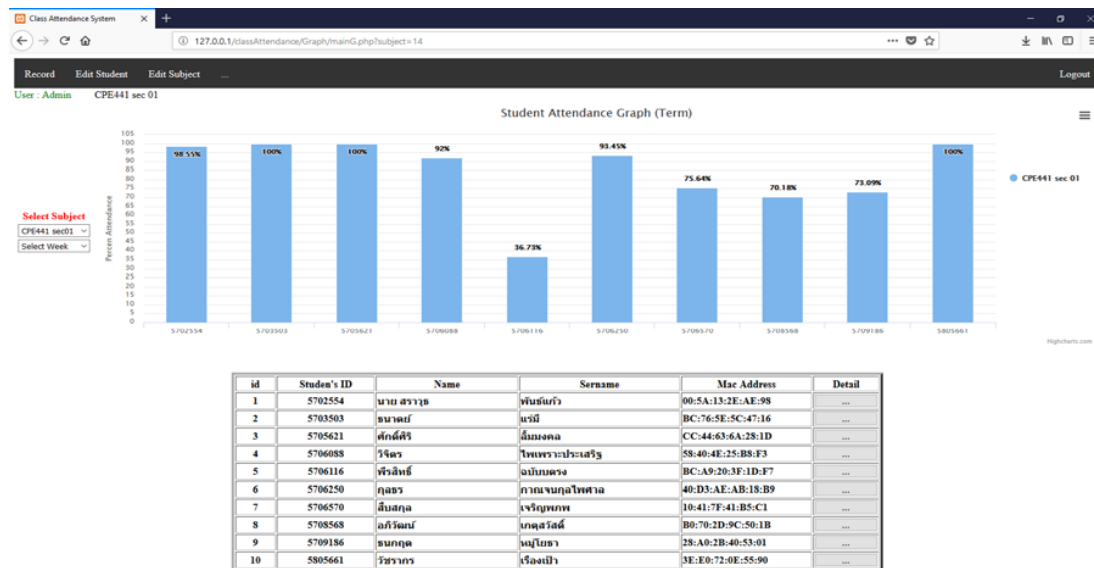 Class Attendance System
127.0.0.1/classAttendance/Graph/mainG.php?subject=14
Record Edit Student Edit Subject ... Logout
User : Admin CPE441 sec 01
Student Attendance Graph (Term)
Percen Attendance
105
100
95
90
85
80
75
70
65
60
55
50
45
40
35
30
25
20
15
10
5
0
98.55% 100% 100% 92% 36.73% 93.45% 75.64% 70.18% 73.09% 100%
5702554 5703503 5705621 5706088 5706116 5706250 5706570 5708568 5709186 5805661
CPE441 sec 01
Select Subject
CPE441 sec01
Select Week
Highcharts.com
id Studen's ID Name Sername Mac Address Detail
1 5702554 นาย สราวุธ พันธ์แก้ว 00:5A:13:2E:AE:98 ...
2 5703503 ธนาคย์ แร่มี BC:76:5E:5C:47:16 ...
3 5705621 ศักดิ์ศิริ ลิ้มมงคล CC:44:63:6A:28:1D ...
4 5706088 วิจิตร ไพเพราะประเสริฐ 58:40:4E:25:B8:F3 ...
5 5706116 พีรสิทธิ์ ฉบับบตรง BC:A9:20:3F:1D:F7 ...
6 5706250 กุลธร กาณจนกุลไพศาล 40:D3:AE:AB:18:B9 ...
7 5706570 สืบสกุล เจริญพภพ 10:41:7F:41:B5:C1 ...
8 5708568 อภิวัฒน์ เกตุสวัสดิ์ B0:70:2D:9C:50:1B ...
9 5709186 ธนกฤต หมู่โยธา 28:A0:2B:40:53:01 ...
10 5805661 วัชรากร เรืองเป้า 3E:E0:72:0E:55:90 ...